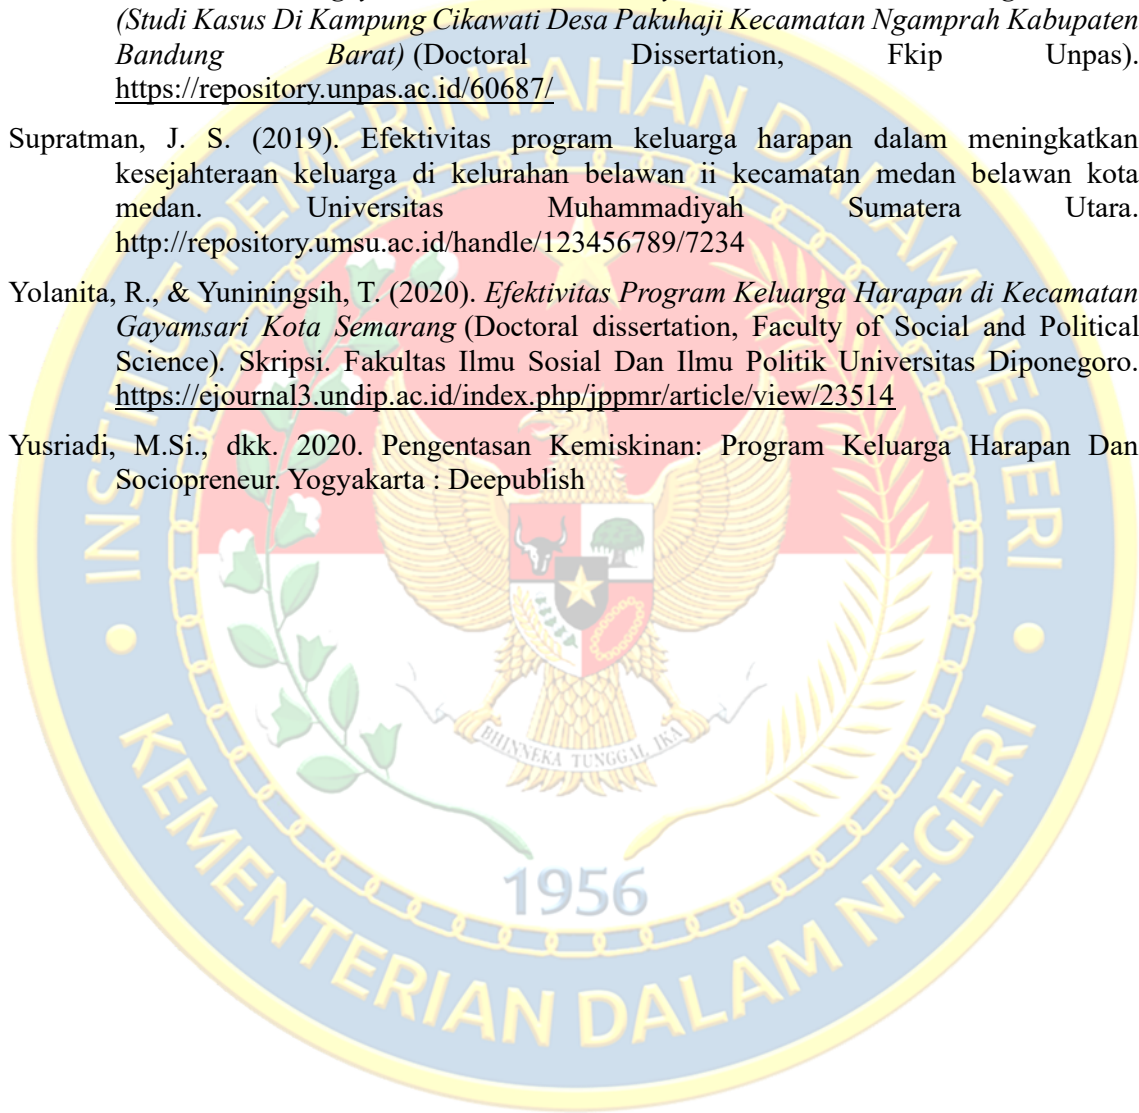 (Studi Kasus Di Kampung Cikawati Desa Pakuhaji Kecamatan Ngamprah Kabupaten
Bandung Barat) (Doctoral Dissertation, Fkip Unpas).
https://repository.unpas.ac.id/60687/
Supratman, J. S. (2019). Efektivitas program keluarga harapan dalam meningkatkan
kesejahteraan keluarga di kelurahan belawan ii kecamatan medan belawan kota
medan. Universitas Muhammadiyah Sumatera Utara.
http://repository.umsu.ac.id/handle/123456789/7234
Yolanita, R., & Yuniningsih, T. (2020). Efektivitas Program Keluarga Harapan di Kecamatan
Gayamsari Kota Semarang (Doctoral dissertation, Faculty of Social and Political
Science). Skripsi. Fakultas Ilmu Sosial Dan Ilmu Politik Universitas Diponegoro.
https://ejournal3.undip.ac.id/index.php/jppmr/article/view/23514
Yusriadi, M.Si., dkk. 2020. Pengentasan Kemiskinan: Program Keluarga Harapan Dan
Sociopreneur. Yogyakarta : Deepublish
INSTITUT PEMERINTAHAN DALAM NEGERI
BHINNEKA TUNGGAL IKA
1956
KEMENTERIAN DALAM NEGERI